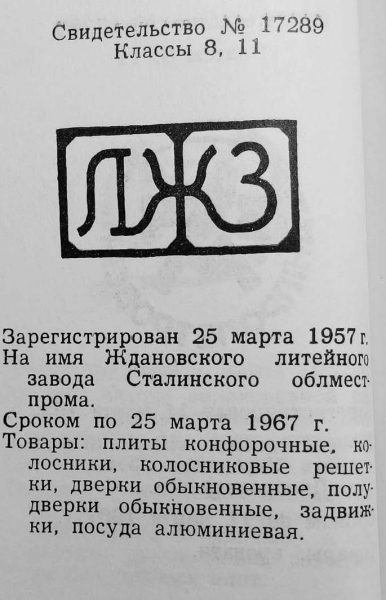 Свидетельство № 17289
Классы 8, 11
ЛЖЗ
Зарегистрирован 25 марта 1957 г.
На имя Ждановского литейного
завода Сталинского облмест-
прома.
Сроком по 25 марта 1967 г.
Товары: плиты конфорочные, ко-
лосники, колосниковые решет-
ки, дверки обыкновенные, полу-
дверки обыкновенные, задвиж-
ки, посуда алюминиевая.